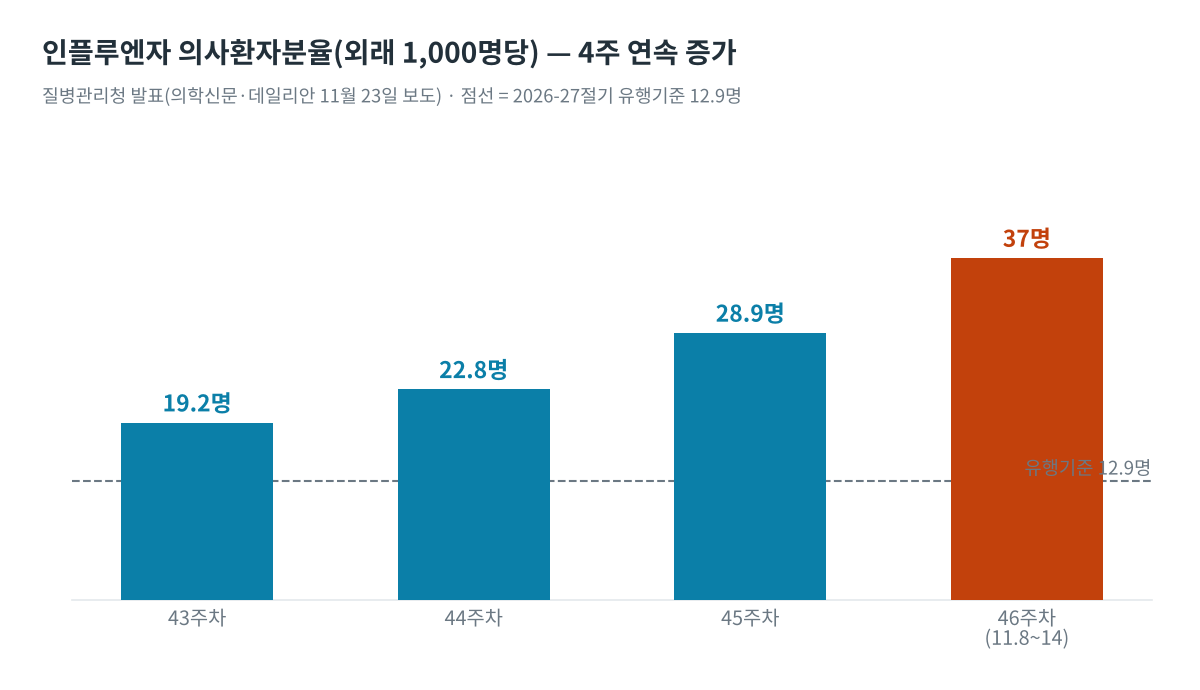 인플루엔자 의사환자분율(외래 1,000명당) — 4주 연속 증가
질병관리청 발표(의학신문·데일리안 11월 23일 보도) · 점선 = 2026-27절기 유행기준 12.9명
37명
28.9명
22.8명
19.2명
유행기준 12.9명
43주차
44주차
45주차
46주차
(11.8~14)